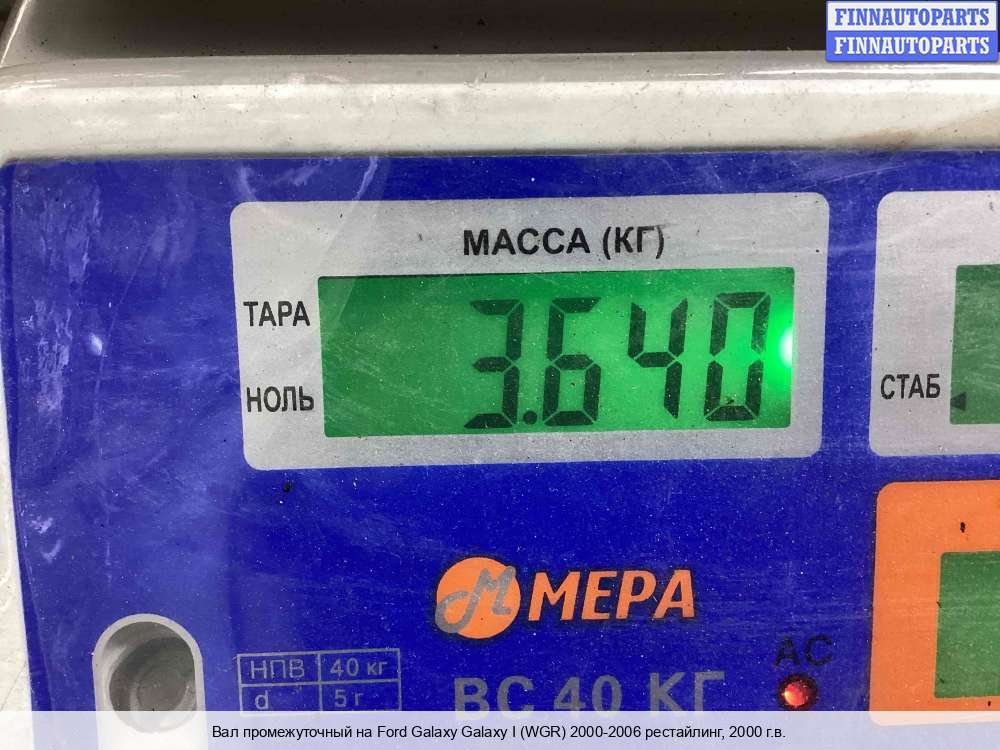 FINNAUTOPARTS
FINNAUTOPARTS
МАССА (КГ)
ТАРА
3.640
НОЛЬ
СТАБ
М МЕРА
АС
НПВ 40 кг
d 5 г
ВС 40 КГ
Вал промежуточный на Ford Galaxy Galaxy I (WGR) 2000-2006 рестайлинг, 2000 г.в.